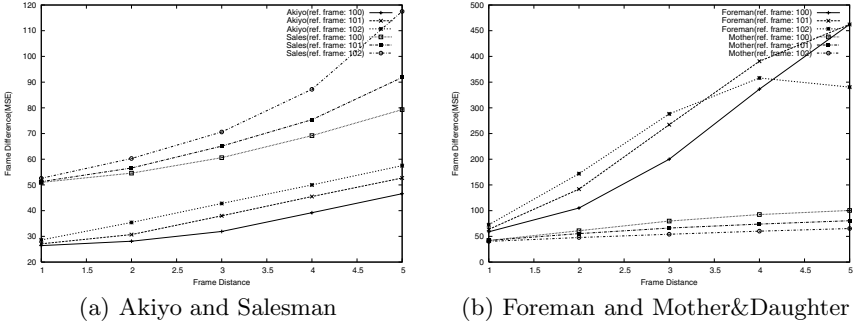 120
110
100
90
80
70
60
50
40
30
20
Frame Difference(MSE)
Akiyo(ref. frame: 100)
Akiyo(ref. frame: 101)
Akiyo(ref. frame: 102)
Sales(ref. frame: 100)
Sales(ref. frame: 101)
Sales(ref. frame: 102)
1 1.5 2 2.5 3 3.5 4 4.5 5
Frame Distance
(a) Akiyo and Salesman
500
450
400
350
300
250
200
150
100
50
0
Frame Difference(MSE)
Foreman(ref. frame: 100)
Foreman(ref. frame: 101)
Foreman(ref. frame: 102)
Mother(ref. frame: 100)
Mother(ref. frame: 101)
Mother(ref. frame: 102)
1 1.5 2 2.5 3 3.5 4 4.5 5
Frame Distance
(b) Foreman and Mother&Daughter